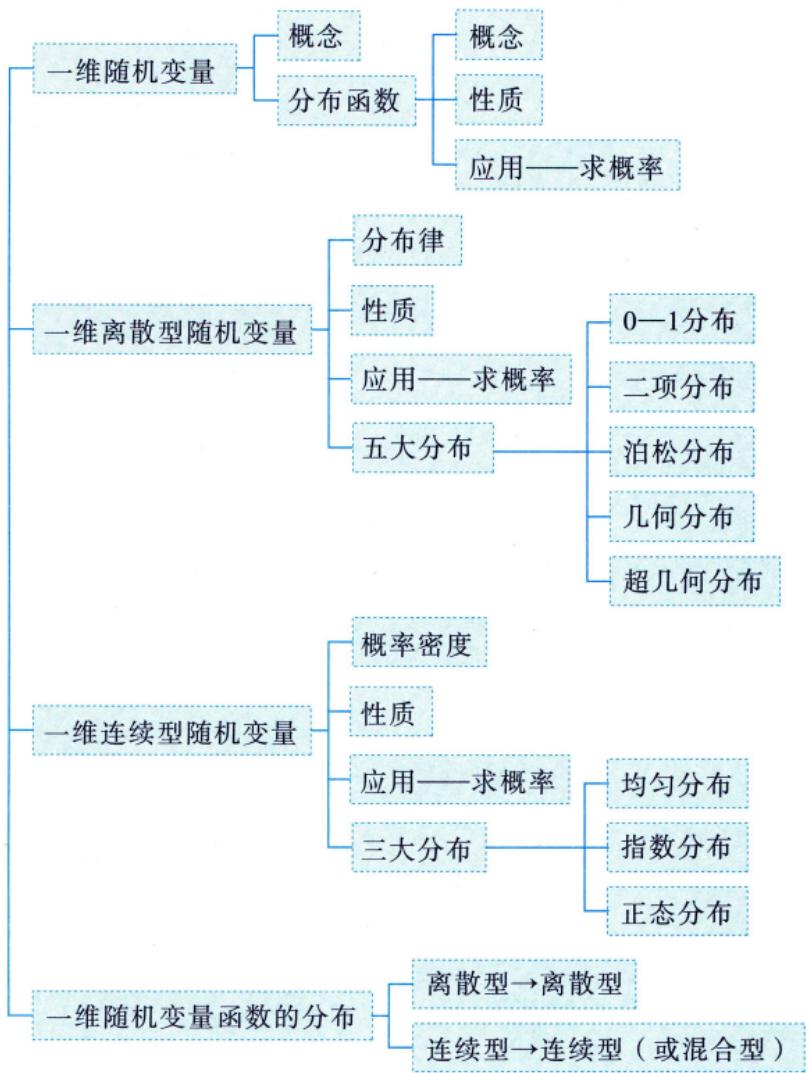 一维随机变量
概念
分布函数
概念
性质
应用——求概率
一维离散型随机变量
分布律
性质
应用——求概率
五大分布
0—1分布
二项分布
泊松分布
几何分布
超几何分布
一维连续型随机变量
概率密度
性质
应用——求概率
三大分布
均匀分布
指数分布
正态分布
一维随机变量函数的分布
离散型→离散型
连续型→连续型（或混合型）